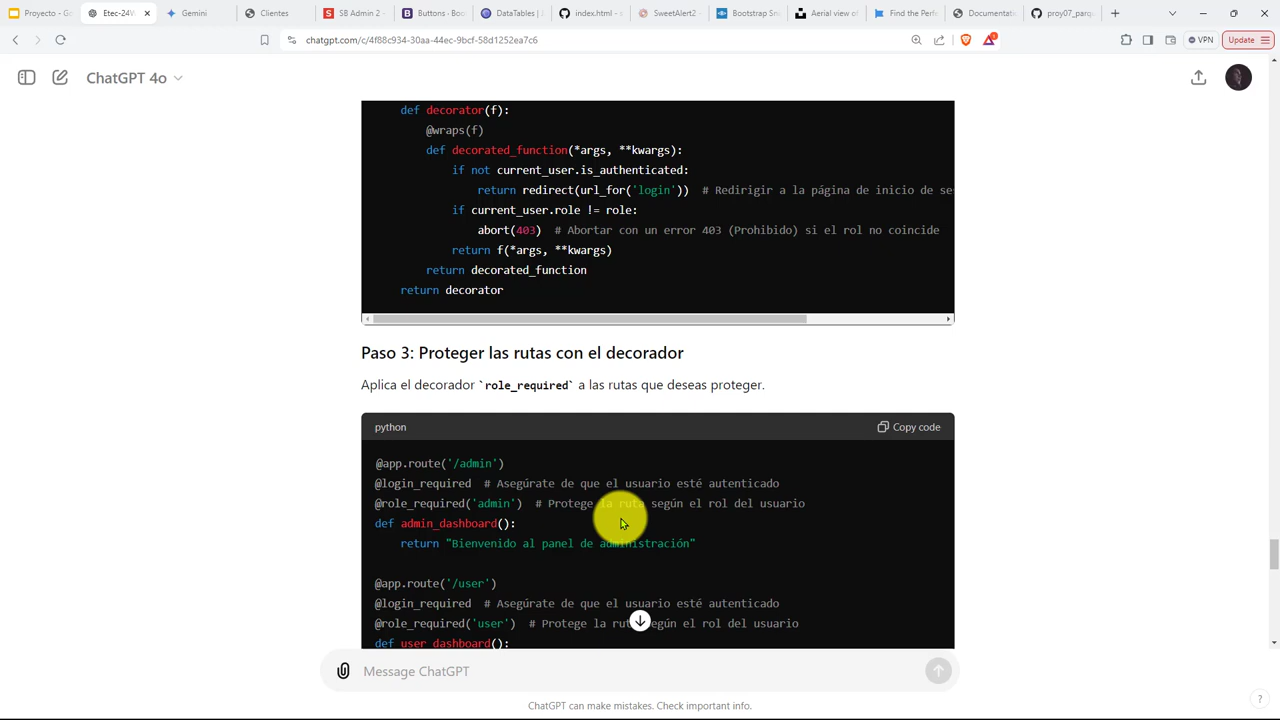 Proyecto - G
Etec-24W
Gemini
Clientes
SB Admin 2 -
Buttons - Boo
DataTables |
index.html -
SweetAlert2 -
Bootstrap Sni
Aerial view of
Find the Perfe
Documentati
proy07_parqu
chatgpt.com/c/4f88c934-30aa-44ec-9bcf-58d1252ea7c6
VPN
Update
ChatGPT 4o
def decorator(f):
@wraps(f)
def decorated_function(*args, **kwargs):
if not current_user.is_authenticated:
return redirect(url_for('login')) # Redirigir a la página de inicio de se
if current_user.role != role:
abort(403) # Abortar con un error 403 (Prohibido) si el rol no coincide
return f(*args, **kwargs)
return decorated_function
return decorator
Paso 3: Proteger las rutas con el decorador
Aplica el decorador `role_required` a las rutas que deseas proteger.
python
Copy code
@app.route('/admin')
@login_required # Asegúrate de que el usuario esté autenticado
@role_required('admin') # Protege la ruta según el rol del usuario
def admin_dashboard():
return "Bienvenido al panel de administración"
@app.route('/user')
@login_required # Asegúrate de que el usuario esté autenticado
@role_required('user') # Protege la ruta según el rol del usuario
def user_dashboard():
Message ChatGPT
ChatGPT can make mistakes. Check important info.
?